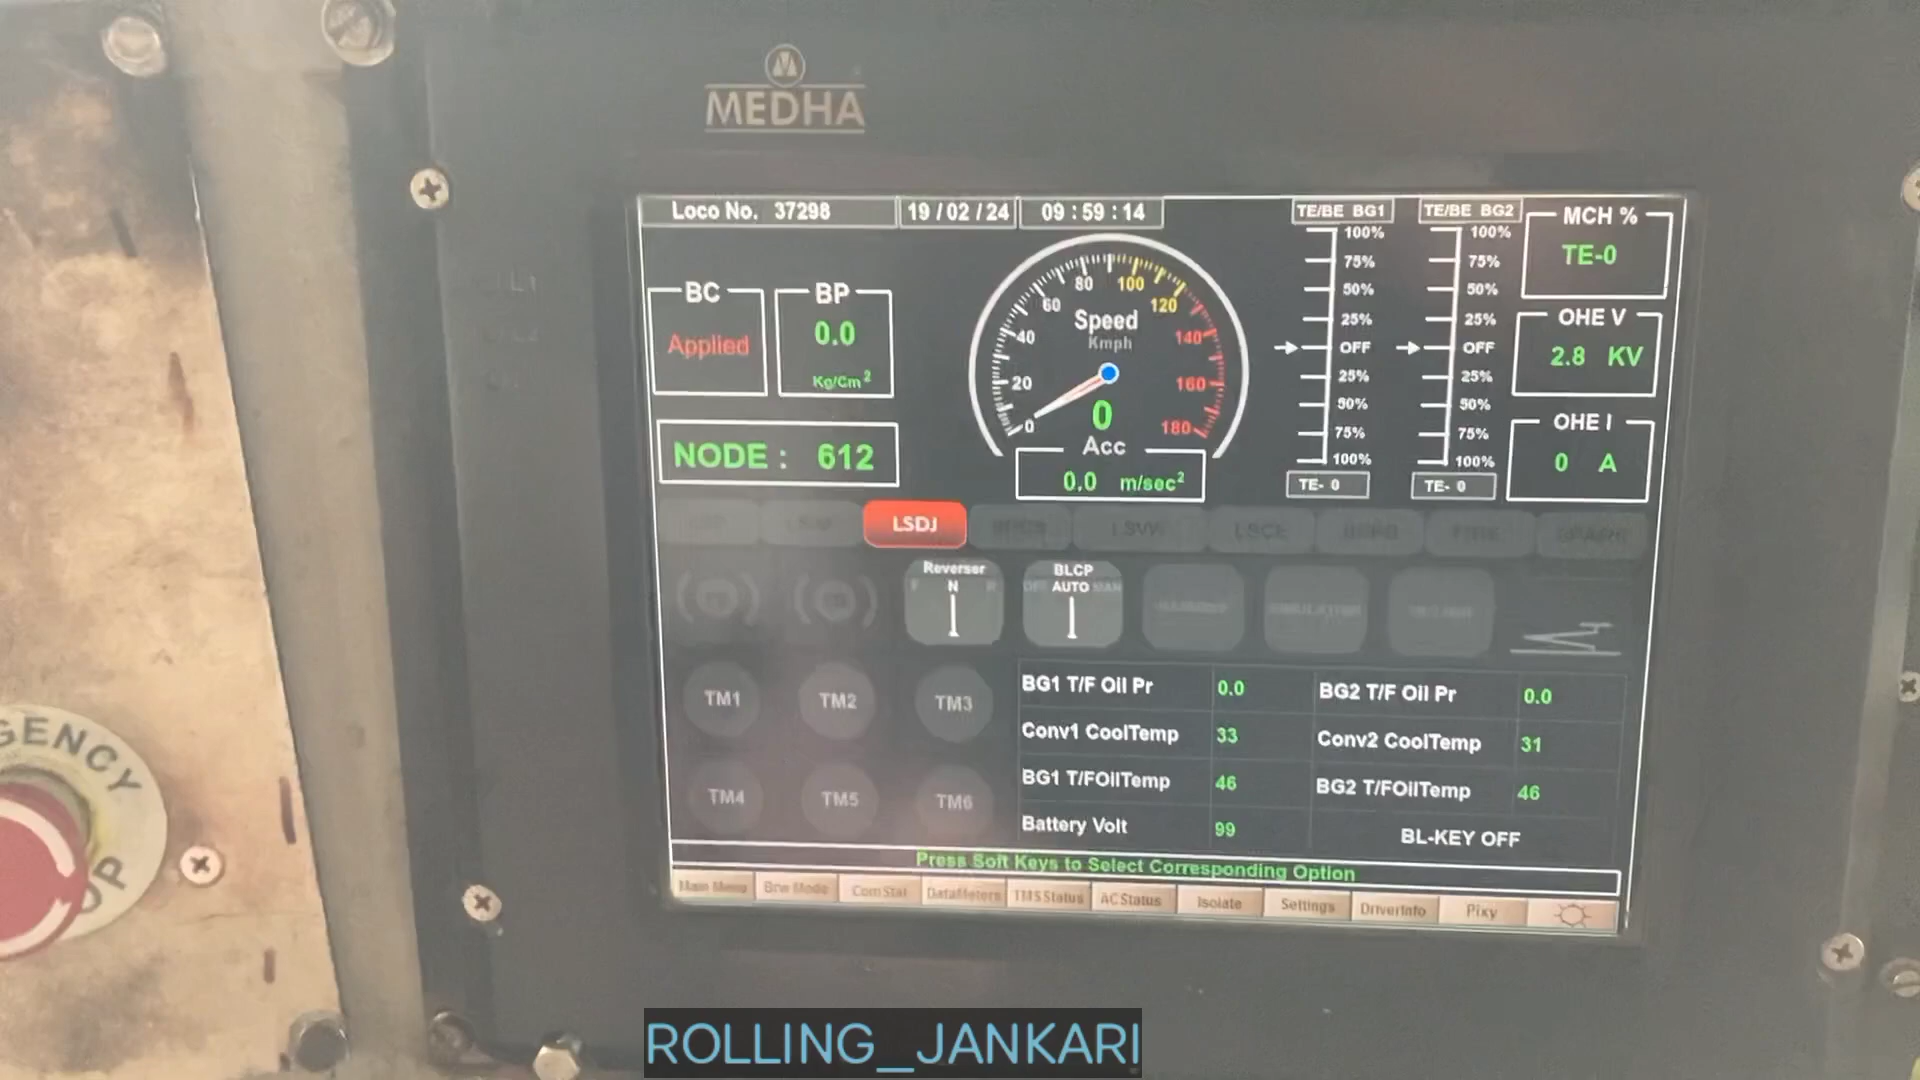 MEDHA
Loco No. 37298 19 / 02 / 24 09 : 59 : 14
TE/BE BG1 TE/BE BG2 MCH %
TE-0
BC BP
Applied 0.0
Kg/Cm2
0 20 40 60 80 100 120 140 160 180
Speed
Kmph
0
Acc
0.0 m/sec2
100% 100%
75% 75%
50% 50%
25% 25%
OFF OFF
25% 25%
50% 50%
75% 75%
100% 100%
TE- 0 TE- 0
OHE V
2.8 KV
OHE I
0 A
NODE : 612
LSDJ LSCE
Reverser BLCP
N AUTO MAN
TM1 TM2 TM3
TM4 TM5 TM6
BG1 T/F Oil Pr 0.0 BG2 T/F Oil Pr 0.0
Conv1 CoolTemp 33 Conv2 CoolTemp 31
BG1 T/FOilTemp 46 BG2 T/FOilTemp 46
Battery Volt 99 BL-KEY OFF
Press Soft Keys to Select Corresponding Option
Main Menu Brw Mode Com Stat DataMeters TMS Status AC Status Isolate Settings DriverInfo Pixy
GENCY
OP
ROLLING_JANKARI